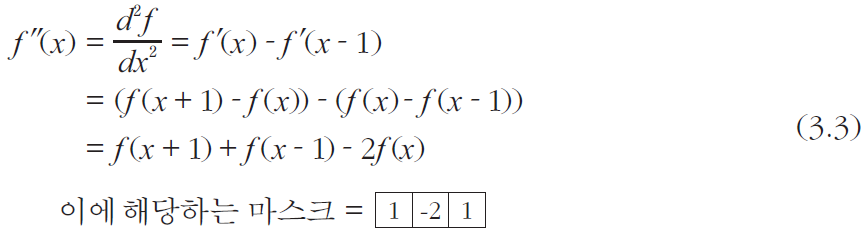 f″(x) = d²f/dx² = f′(x) - f′(x - 1)
= (f(x + 1) - f(x)) - (f(x) - f(x - 1))
= f(x + 1) + f(x - 1) - 2f(x)
(3.3)
이에 해당하는 마스크 = 1 -2 1